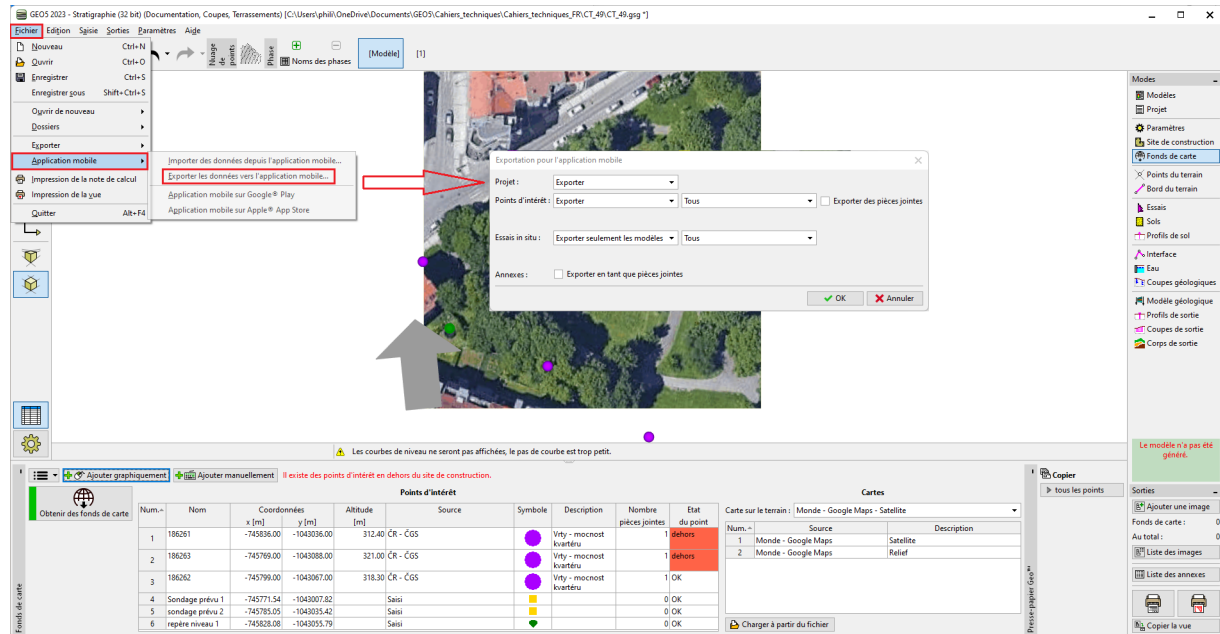 GEO5 2023 - Stratigraphie (32 bit) (Documentation, Coupes, Terrassements) [C:\Users\phili\OneDrive\Documents\GEO5\Cahiers_techniques\Cahiers_techniques_FR\CT_49\CT_49.gsg *]
Fichier Edition Saisie Sorties Paramètres Aide
Nouveau Ctrl+N
Ouvrir Ctrl+O
Enregistrer Ctrl+S
Enregistrer sous Shift+Ctrl+S
Ouvrir de nouveau
Dossiers
Exporter
Application mobile
Impression de la note de calcul
Impression de la vue
Quitter Alt+F4
Importer des données depuis l'application mobile...
Exporter les données vers l'application mobile...
Application mobile sur Google® Play
Application mobile sur Apple® App Store
Nuage de points
Phase
Noms des phases
[Modèle] [1]
Exportation pour l'application mobile
Projet : Exporter
Points d'intérêt : Exporter Tous Exporter des pièces jointes
Essais in situ : Exporter seulement les modèles Tous
Annexes : Exporter en tant que pièces jointes
OK Annuler
Modes
Modèles
Projet
Paramètres
Site de construction
Fonds de carte
Points du terrain
Bord du terrain
Essais
Sols
Profils de sol
Interface
Eau
Coupes géologiques
Modèle géologique
Profils de sortie
Coupes de sortie
Corps de sortie
Le modèle n'a pas été
généré.
Les courbes de niveau ne seront pas affichées, le pas de courbe est trop petit.
Ajouter graphiquement Ajouter manuellement Il existe des points d'intérêt en dehors du site de construction.
Obtenir des fonds de carte
Fonds de carte
Points d'intérêt
Num. Nom Coordonnées Altitude Source Symbole Description Nombre Etat
x [m] y [m] [m] pièces jointes du point
1 186261 -745836.00 -1043036.00 312.40 ČR - ČGS Vrty - mocnost kvartéru 1 dehors
2 186263 -745769.00 -1043088.00 321.00 ČR - ČGS Vrty - mocnost kvartéru 1 dehors
3 186262 -745799.00 -1043067.00 318.30 ČR - ČGS Vrty - mocnost kvartéru 1 OK
4 Sondage prévu 1 -745771.54 -1043007.82 Saisi 0 OK
5 sondage prévu 2 -745785.05 -1043035.42 Saisi 0 OK
6 repère niveau 1 -745828.08 -1043055.79 Saisi 0 OK
Cartes
Carte sur le terrain : Monde - Google Maps - Satellite
Num. Source Description
1 Monde - Google Maps Satellite
2 Monde - Google Maps Relief
Charger à partir du fichier
Presse-papier Geo™
Copier
tous les points
Sorties
Ajouter une image
Fonds de carte : 0
Au total : 0
Liste des images
Liste des annexes
Copier la vue